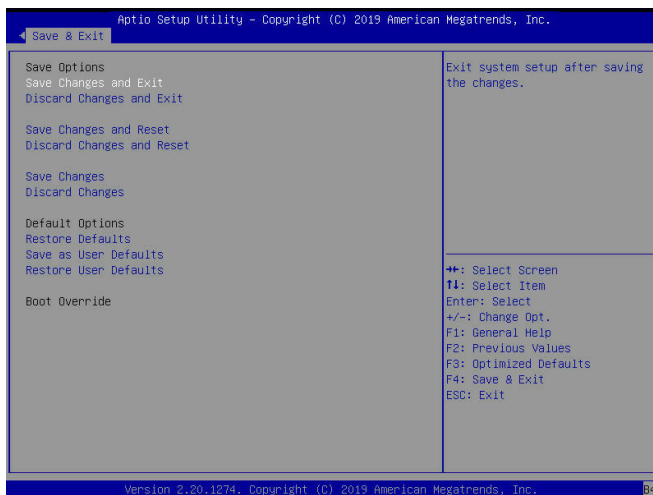 Aptio Setup Utility – Copyright (C) 2019 American Megatrends, Inc.
Save & Exit
Save Options
Save Changes and Exit
Discard Changes and Exit
Save Changes and Reset
Discard Changes and Reset
Save Changes
Discard Changes
Default Options
Restore Defaults
Save as User Defaults
Restore User Defaults
Boot Override
Exit system setup after saving
the changes.
→←: Select Screen
↑↓: Select Item
Enter: Select
+/-: Change Opt.
F1: General Help
F2: Previous Values
F3: Optimized Defaults
F4: Save & Exit
ESC: Exit
Version 2.20.1274. Copyright (C) 2019 American Megatrends, Inc.